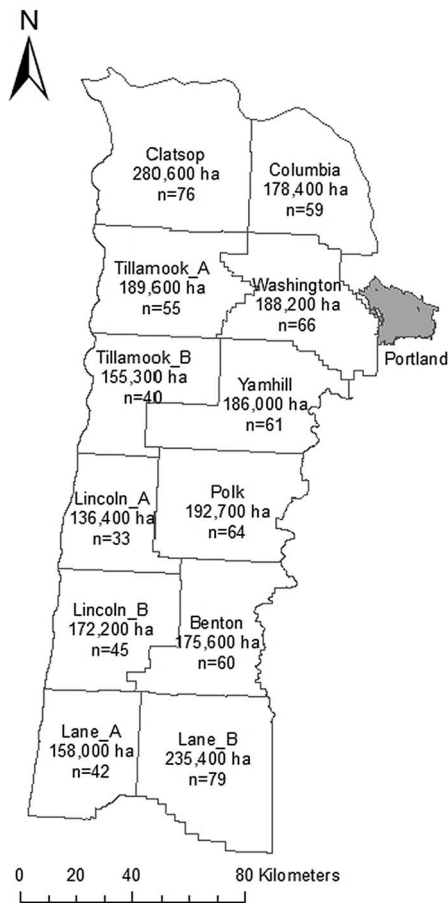 N
Clatsop
280,600 ha
n=76
Columbia
178,400 ha
n=59
Tillamook_A
189,600 ha
n=55
Washington
188,200 ha
n=66
Portland
Tillamook_B
155,300 ha
n=40
Yamhill
186,000 ha
n=61
Lincoln_A
136,400 ha
n=33
Polk
192,700 ha
n=64
Lincoln_B
172,200 ha
n=45
Benton
175,600 ha
n=60
Lane_A
158,000 ha
n=42
Lane_B
235,400 ha
n=79
0 20 40 80 Kilometers